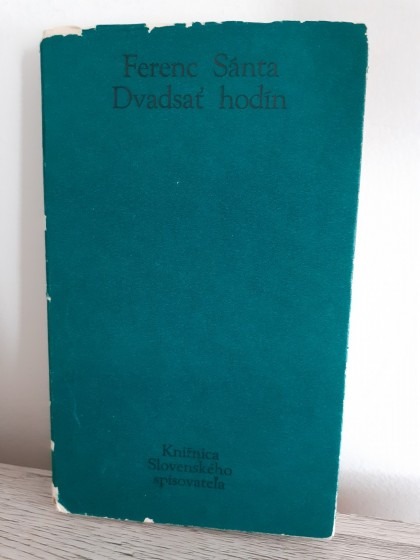 Ferenc Sánta
Dvadsať hodín
Knižnica
Slovenského
spisovateľa